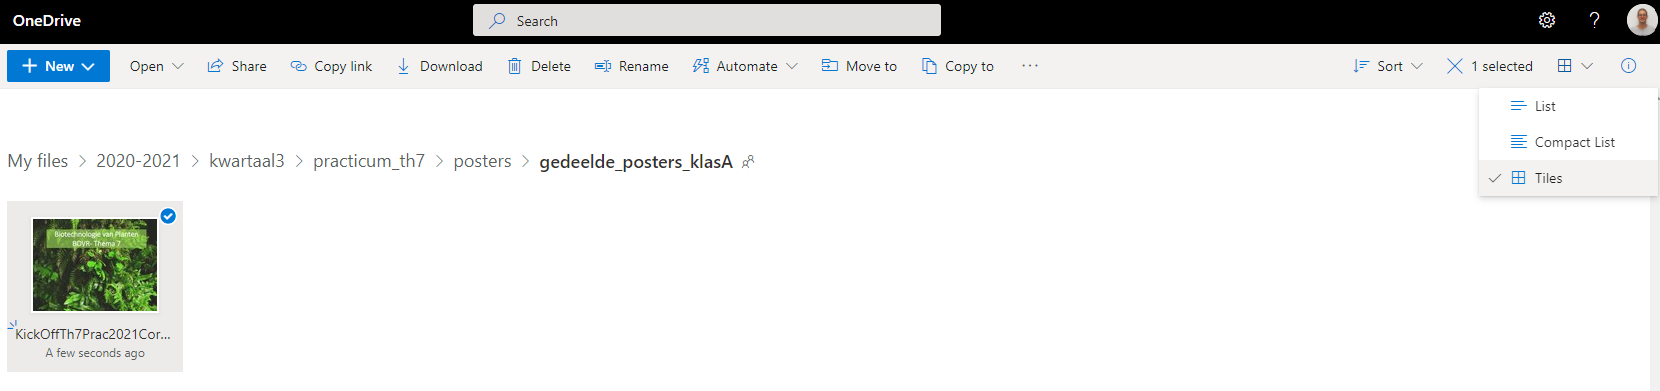 OneDrive
Search
New
Open
Share
Copy link
Download
Delete
Rename
Automate
Move to
Copy to
Sort
1 selected
List
Compact List
Tiles
My files > 2020-2021 > kwartaal3 > practicum_th7 > posters > gedeelde_posters_klasA
Biotechnologie van Planten
BDVR- Thema 7
KickOffTh7Prac2021Cor...
A few seconds ago